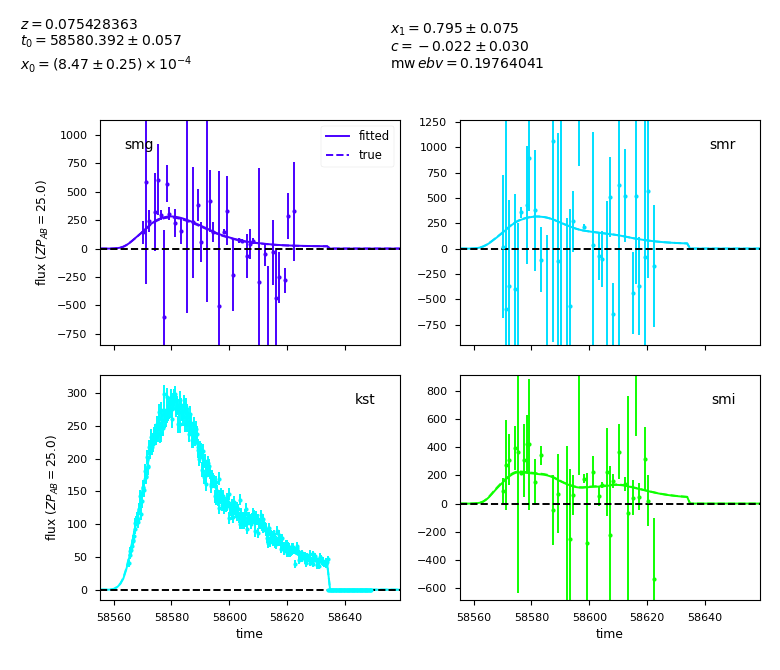 z = 0.075428363
t₀ = 58580.392 ± 0.057
x₀ = (8.47 ± 0.25) × 10⁻⁴
x₁ = 0.795 ± 0.075
c = −0.022 ± 0.030
mw ebv = 0.19764041
smg
fitted
true
1000
750
500
250
0
−250
−500
−750
flux (ZP_AB = 25.0)
smr
1250
1000
750
500
250
0
−250
−500
−750
kst
300
250
200
150
100
50
0
flux (ZP_AB = 25.0)
58560 58580 58600 58620 58640
time
smi
800
600
400
200
0
−200
−400
−600
58560 58580 58600 58620 58640
time